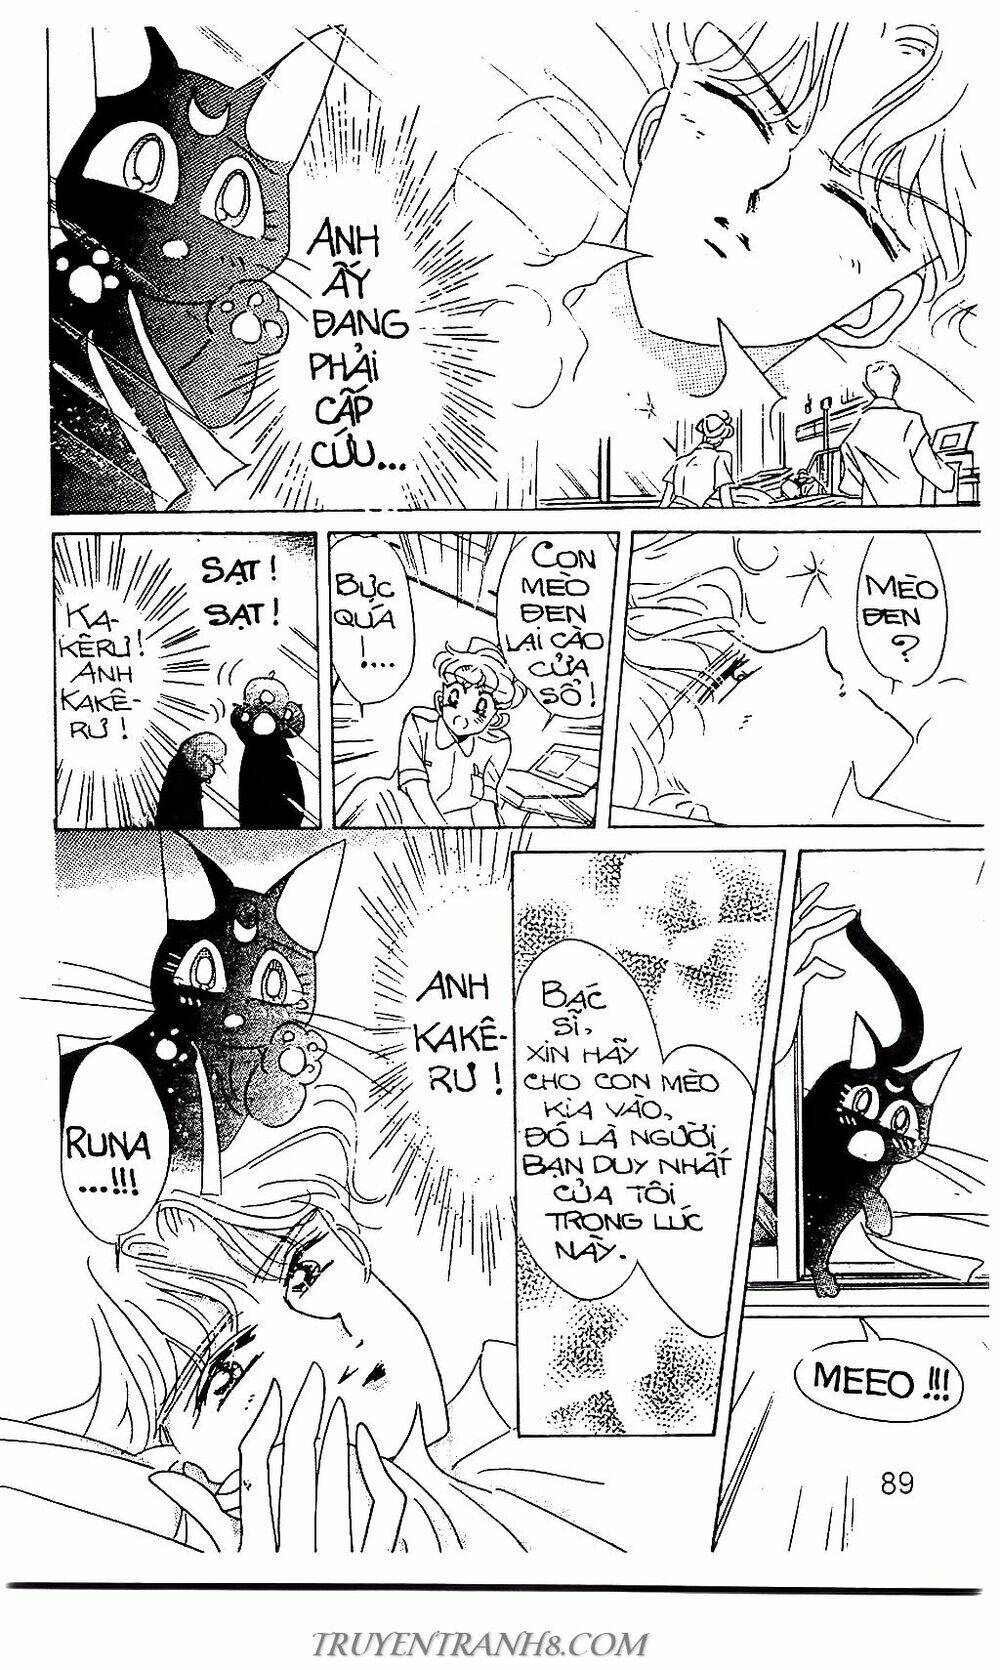 ANH
ẤY
ĐANG
PHẢI
CẤP
CỨU...
MÈO
ĐEN
?
CON
MÈO
ĐEN
LẠI CÀO
CỬA
SỔ!
BỰC
QÚA
!....
SẠT!
SẠT!
KA-
KÊRƯ!
ANH
KAKÊ-
RƯ!
MEEO!!!
BÁC
SĨ,
XIN HÃY
CHO CON MÈO
KIA VÀO,
ĐÓ LÀ NGƯỜI
BẠN DUY NHẤT
CỦA TÔI
TRONG LÚC
NÀY.
ANH
KAKÊ-
RƯ!
RUNA
...!!!
89
TRUYENTRANH8.COM